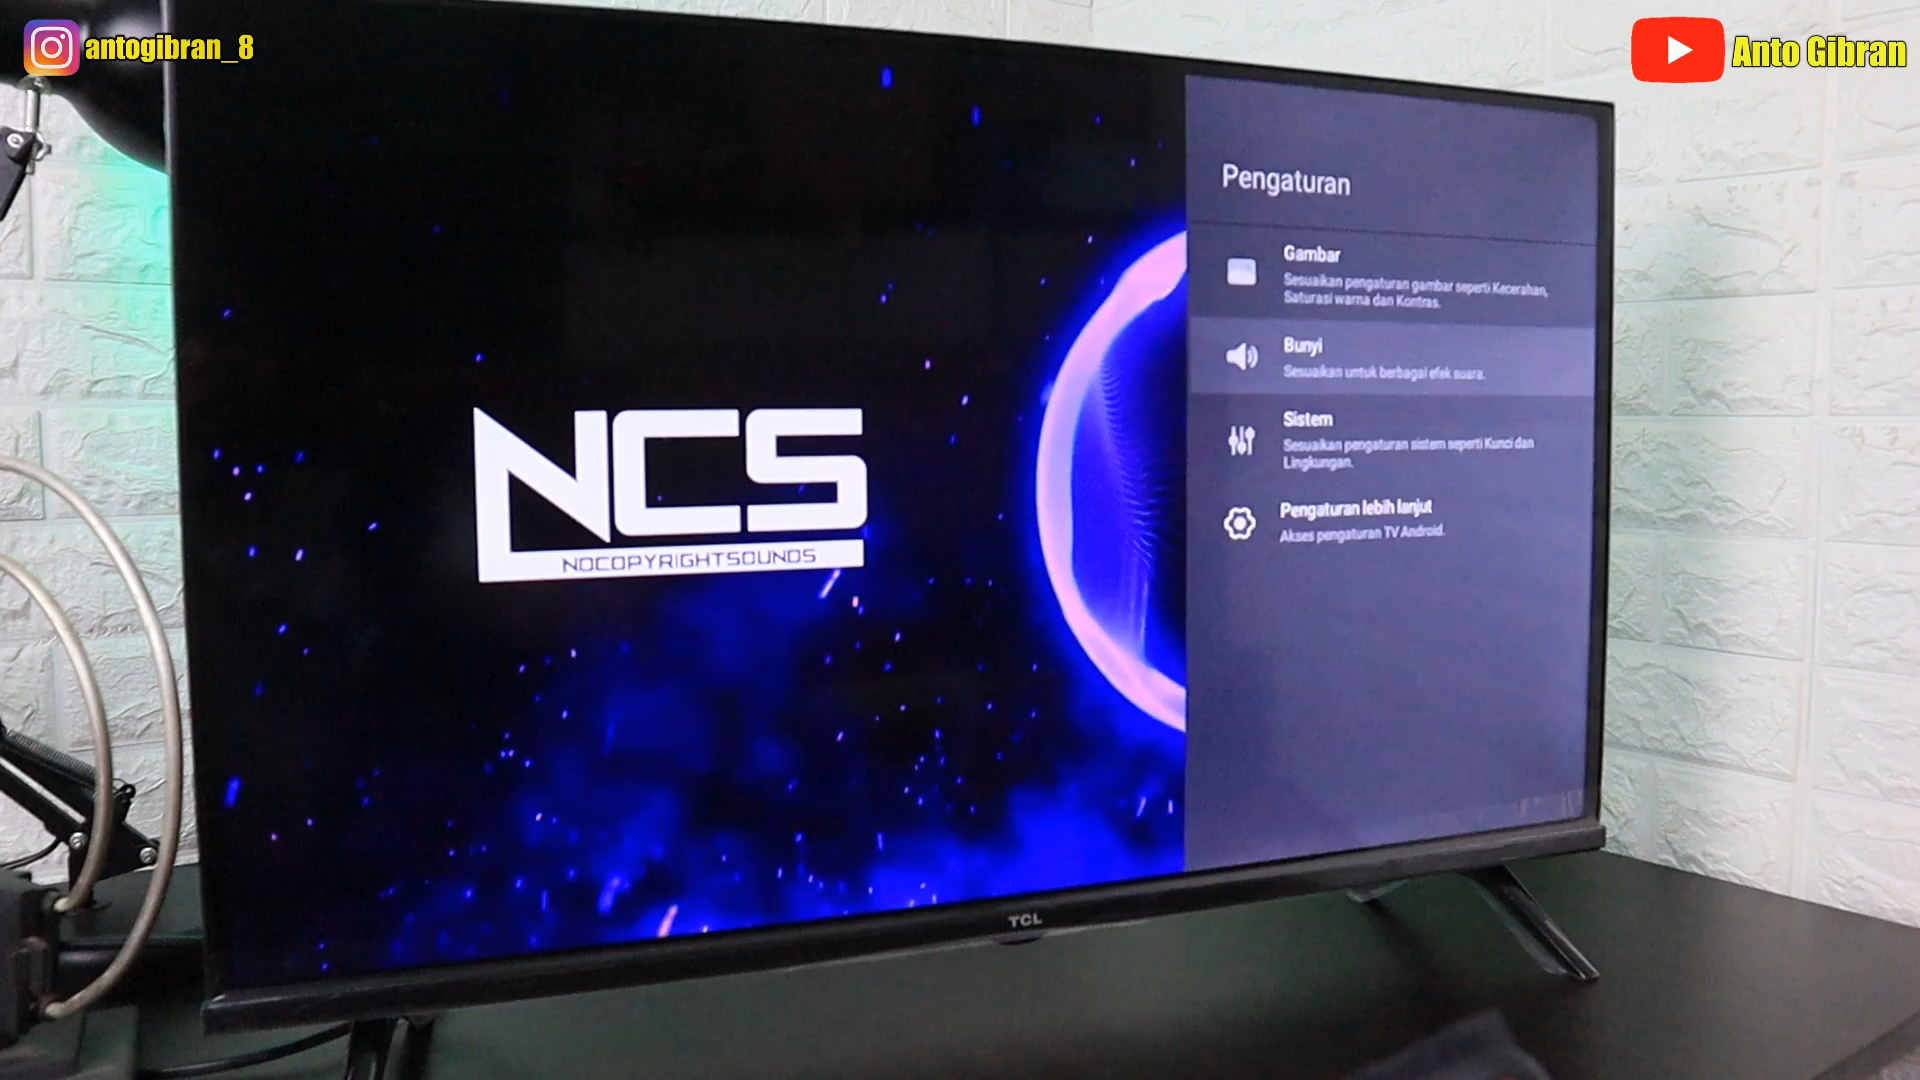 antogibran_8
Anto Gibran
Pengaturan
Gambar
Sesuaikan pengaturan gambar seperti Kecerahan,
Saturasi warna dan Kontras.
Bunyi
Sesuaikan untuk berbagai efek suara.
Sistem
Sesuaikan pengaturan sistem seperti Kunci dan
Lingkungan.
Pengaturan lebih lanjut
Akses pengaturan TV Android.
NCS
NOCOPYRIGHTSOUNDS
TCL